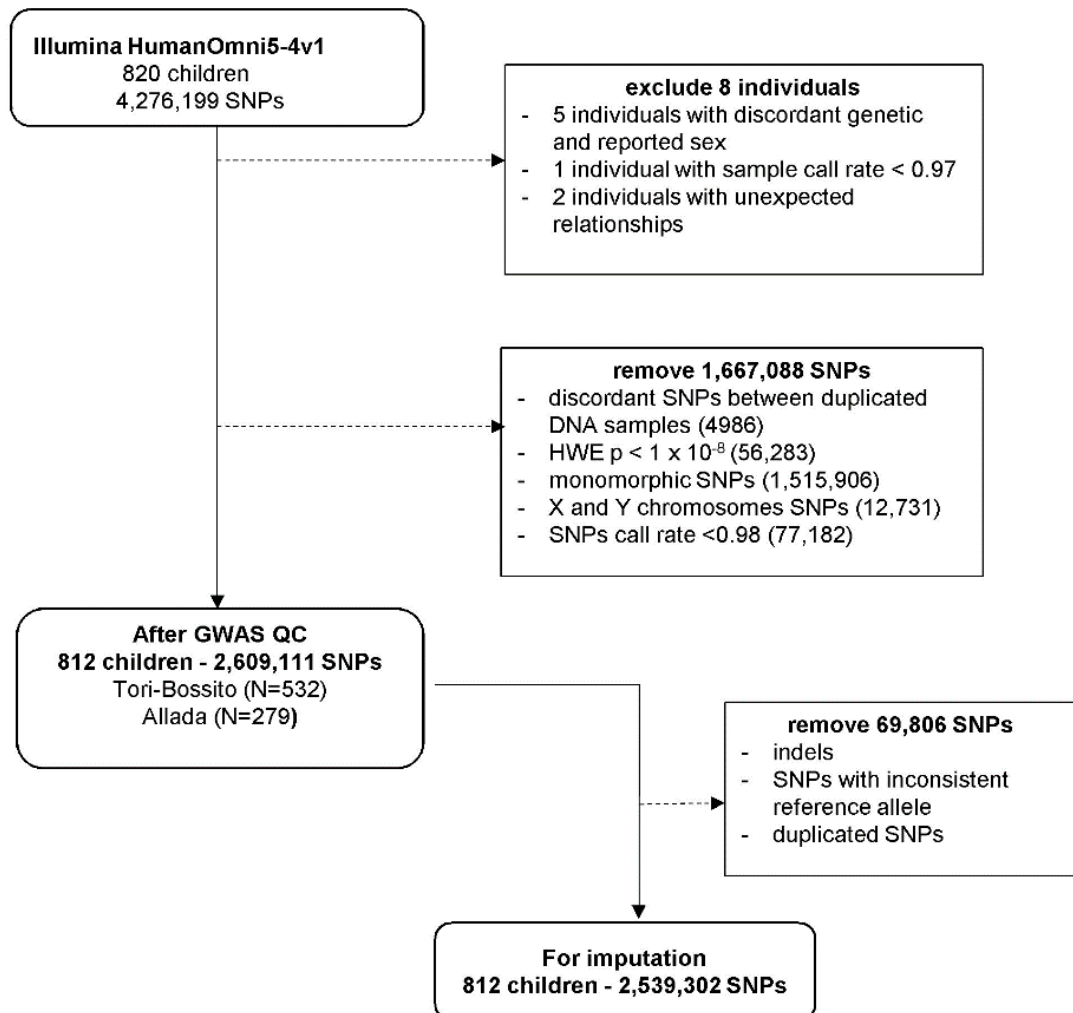 Illumina HumanOmni5-4v1
820 children
4,276,199 SNPs
exclude 8 individuals
- 5 individuals with discordant genetic
and reported sex
- 1 individual with sample call rate < 0.97
- 2 individuals with unexpected
relationships
remove 1,667,088 SNPs
- discordant SNPs between duplicated
DNA samples (4986)
- HWE p < 1 x 10⁻⁸ (56,283)
- monomorphic SNPs (1,515,906)
- X and Y chromosomes SNPs (12,731)
- SNPs call rate <0.98 (77,182)
After GWAS QC
812 children - 2,609,111 SNPs
Tori-Bossito (N=532)
Allada (N=279)
remove 69,806 SNPs
- indels
- SNPs with inconsistent
reference allele
- duplicated SNPs
For imputation
812 children - 2,539,302 SNPs